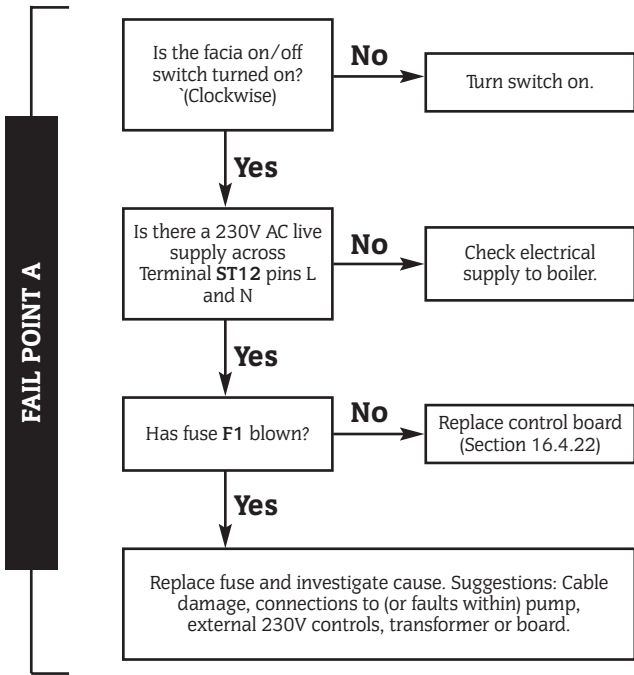 FAIL POINT A
Is the facia on/off
switch turned on?
`(Clockwise)
No
Turn switch on.
Yes
Is there a 230V AC live
supply across
Terminal ST12 pins L
and N
No
Check electrical
supply to boiler.
Yes
Has fuse F1 blown?
No
Replace control board
(Section 16.4.22)
Yes
Replace fuse and investigate cause. Suggestions: Cable
damage, connections to (or faults within) pump,
external 230V controls, transformer or board.